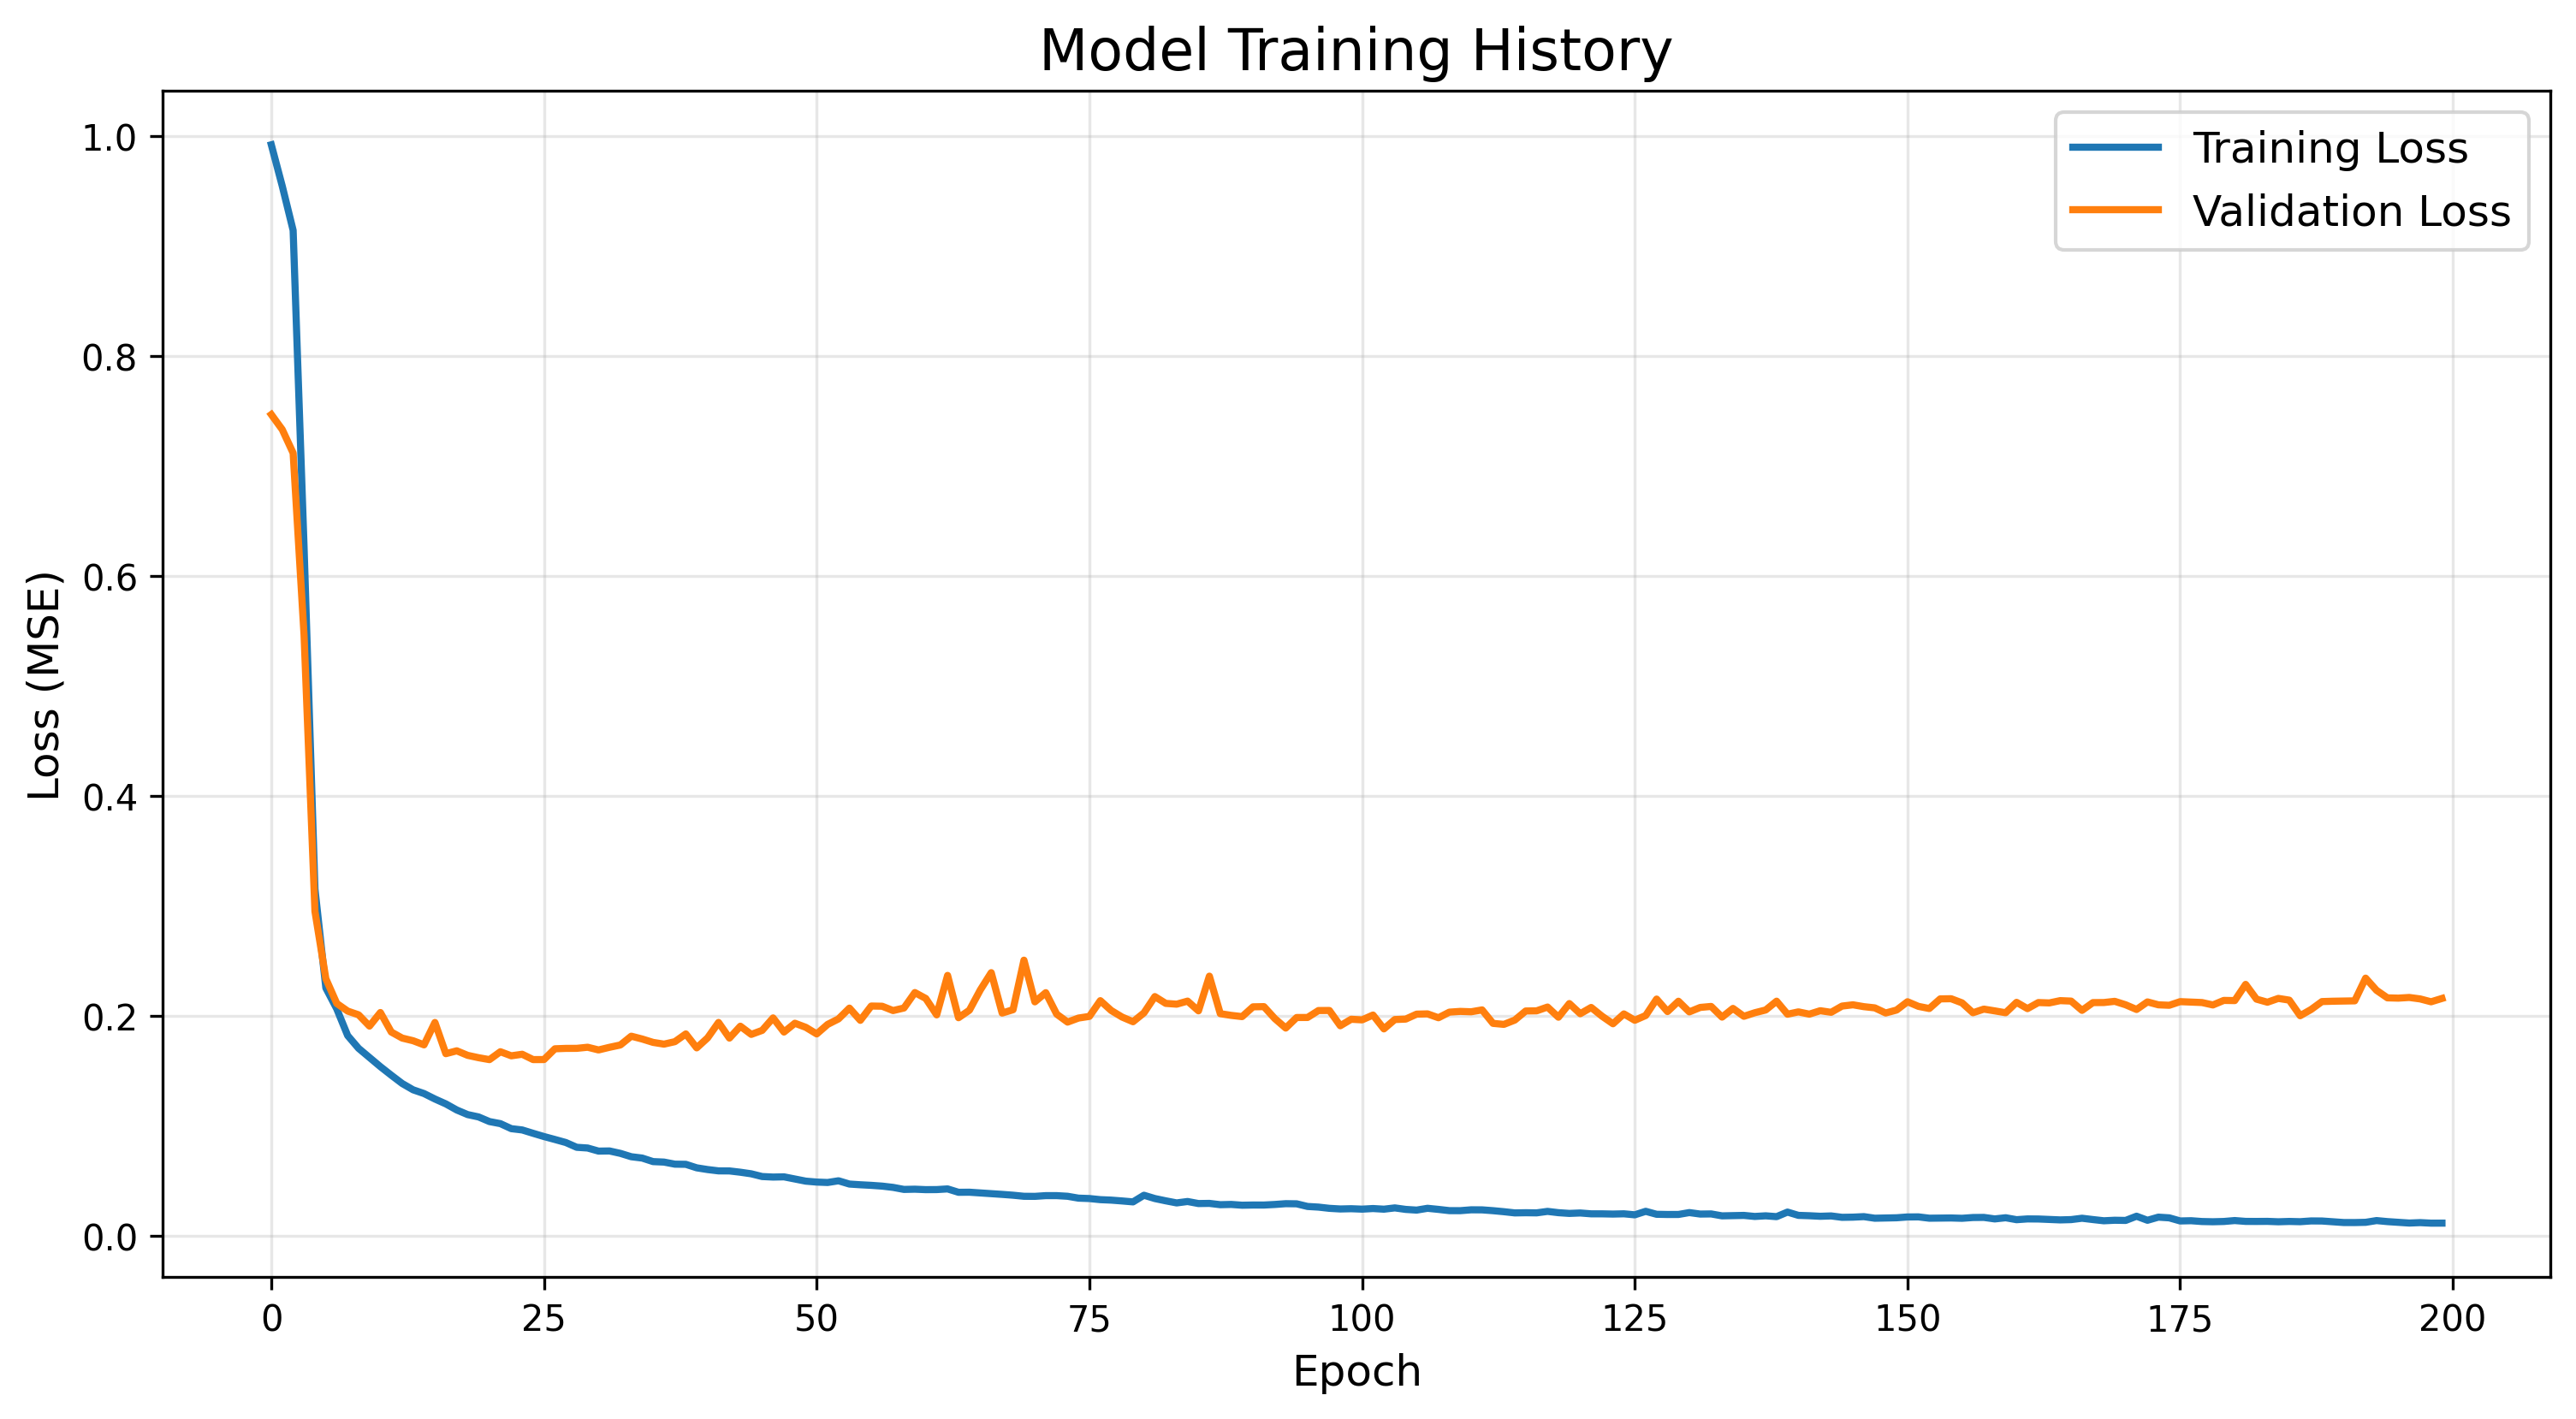 Model Training History
Training Loss
Validation Loss
Loss (MSE)
1.0
0.8
0.6
0.4
0.2
0.0
0 25 50 75 100 125 150 175 200
Epoch